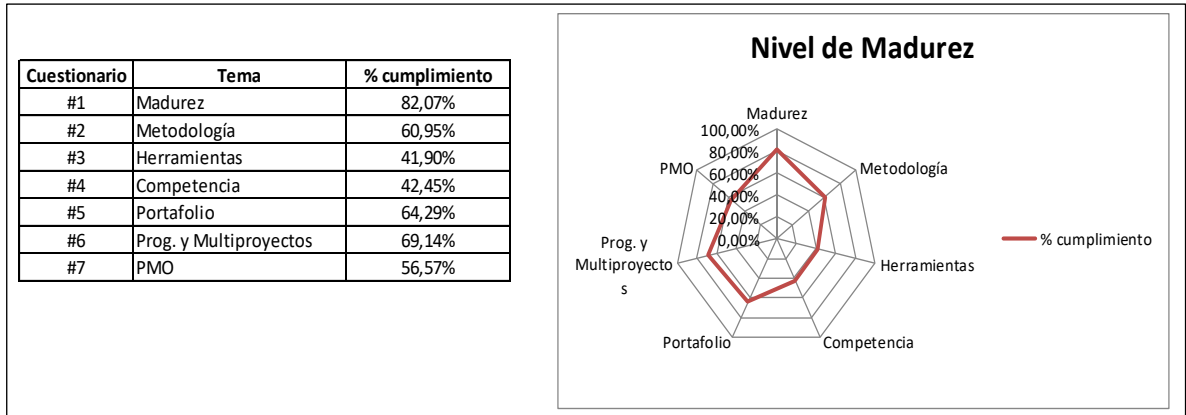 Cuestionario Tema % cumplimiento
#1 Madurez 82,07%
#2 Metodología 60,95%
#3 Herramientas 41,90%
#4 Competencia 42,45%
#5 Portafolio 64,29%
#6 Prog. y Multiproyectos 69,14%
#7 PMO 56,57%
Nivel de Madurez
Madurez
100,00%
80,00%
60,00%
40,00%
20,00%
0,00%
Metodología
Herramientas
Competencia
Portafolio
Prog. y
Multiproyecto
s
PMO
% cumplimiento